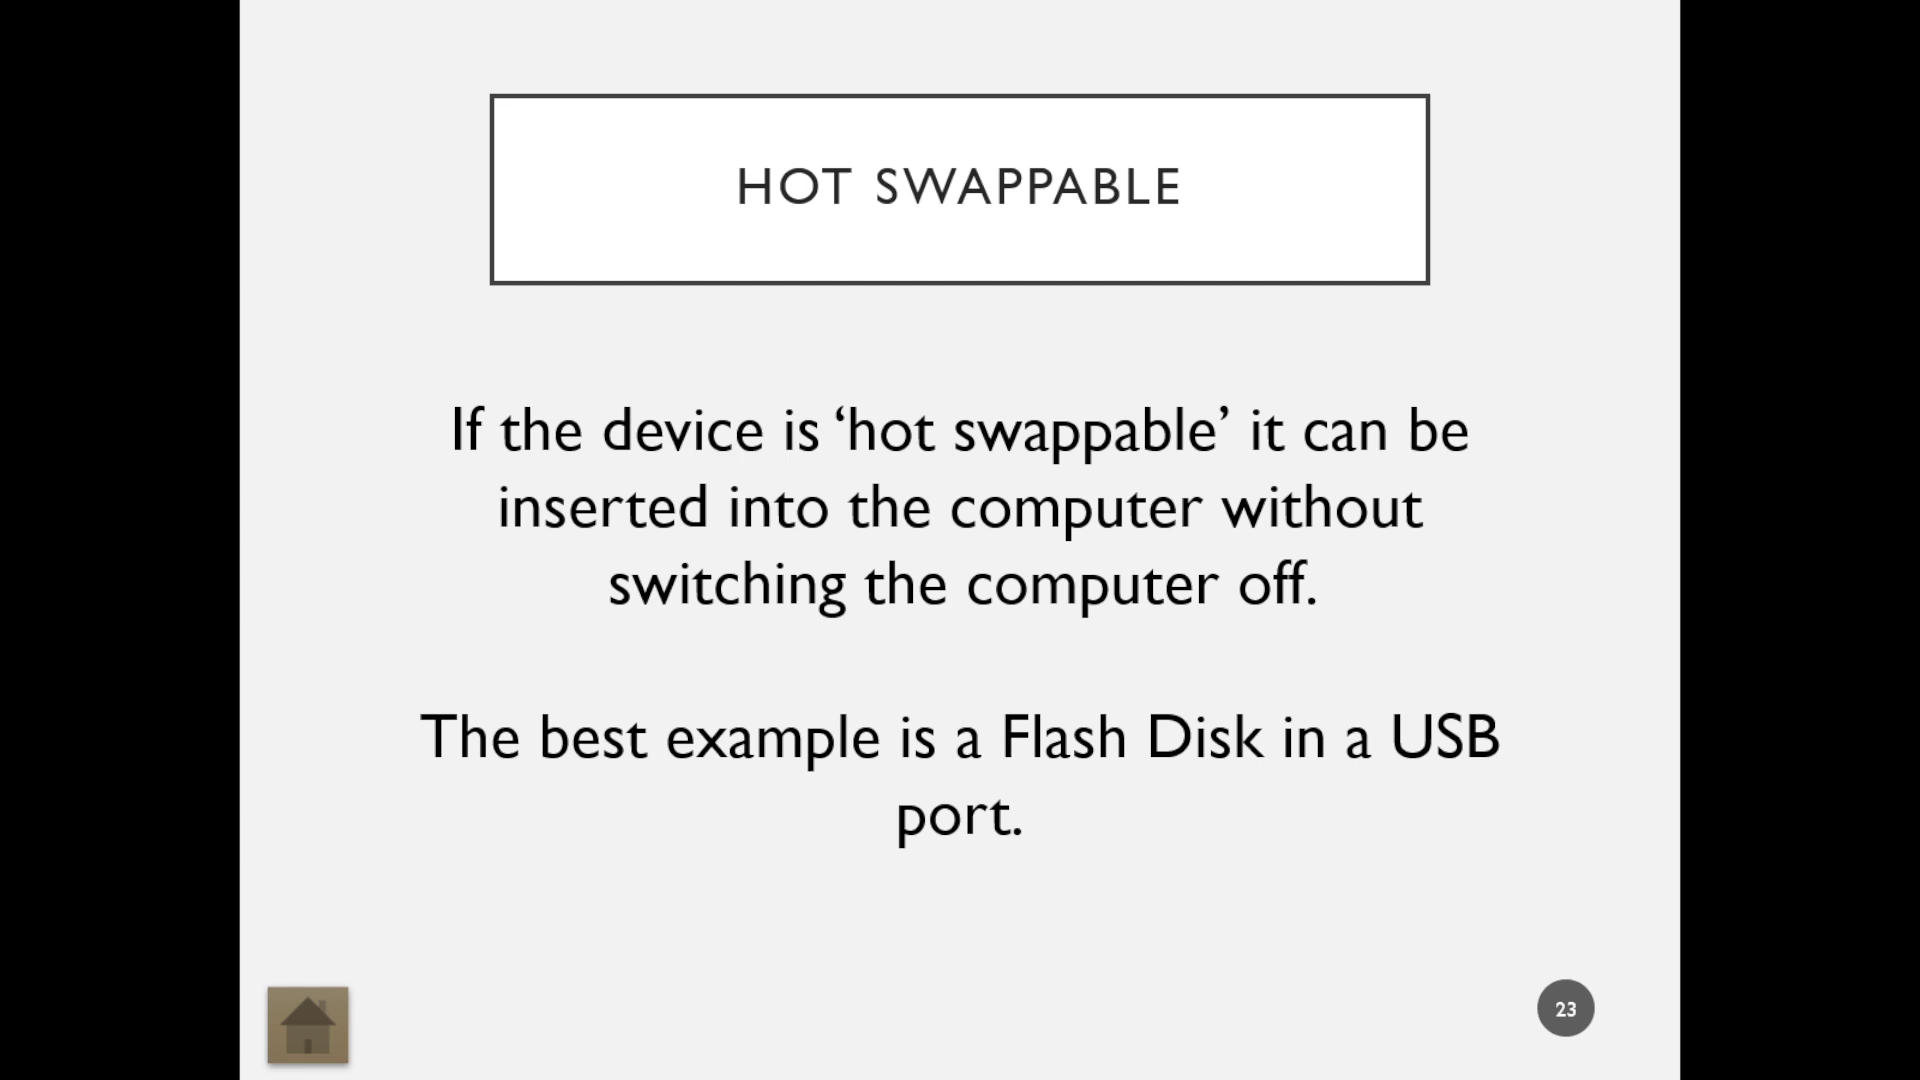 HOT SWAPPABLE
If the device is ‘hot swappable’ it can be
inserted into the computer without
switching the computer off.
The best example is a Flash Disk in a USB
port.
23